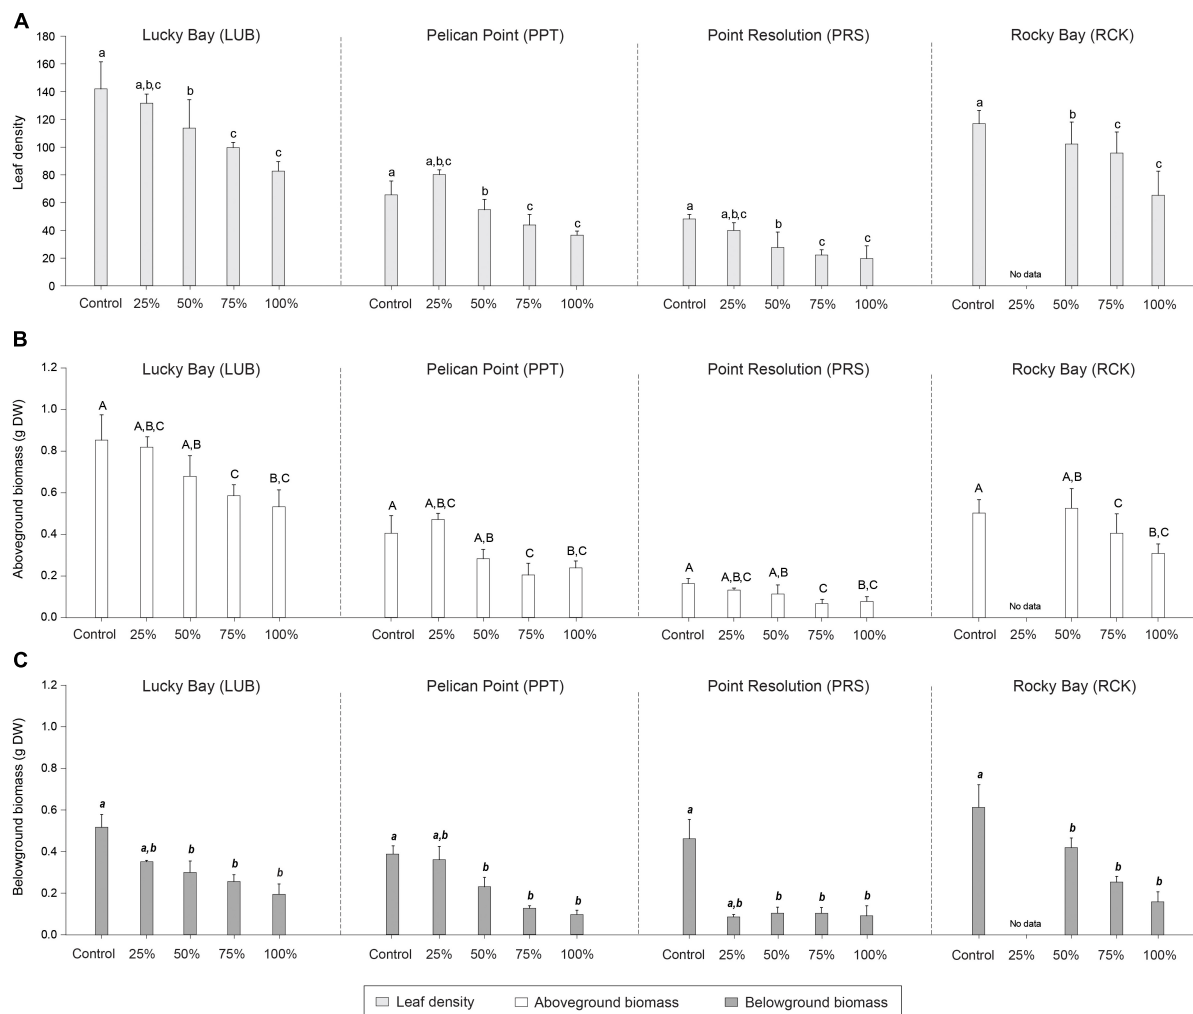 A
Lucky Bay (LUB) Pelican Point (PPT) Point Resolution (PRS) Rocky Bay (RCK)
Leaf density
180
160
140
120
100
80
60
40
20
0
a a,b,c b c c
a a,b,c b c c
a a,b,c b c c
a No data b c c
Control 25% 50% 75% 100% Control 25% 50% 75% 100% Control 25% 50% 75% 100% Control 25% 50% 75% 100%
B
Lucky Bay (LUB) Pelican Point (PPT) Point Resolution (PRS) Rocky Bay (RCK)
Aboveground biomass (g DW)
1.2
1.0
0.8
0.6
0.4
0.2
0.0
A A,B,C A,B C B,C
A A,B,C A,B C B,C
A A,B,C A,B C B,C
A No data A,B C B,C
Control 25% 50% 75% 100% Control 25% 50% 75% 100% Control 25% 50% 75% 100% Control 25% 50% 75% 100%
C
Lucky Bay (LUB) Pelican Point (PPT) Point Resolution (PRS) Rocky Bay (RCK)
Belowground biomass (g DW)
1.2
1.0
0.8
0.6
0.4
0.2
0.0
a a,b b b b
a a,b b b b
a a,b b b b
a No data b b b
Control 25% 50% 75% 100% Control 25% 50% 75% 100% Control 25% 50% 75% 100% Control 25% 50% 75% 100%
Leaf density Aboveground biomass Belowground biomass